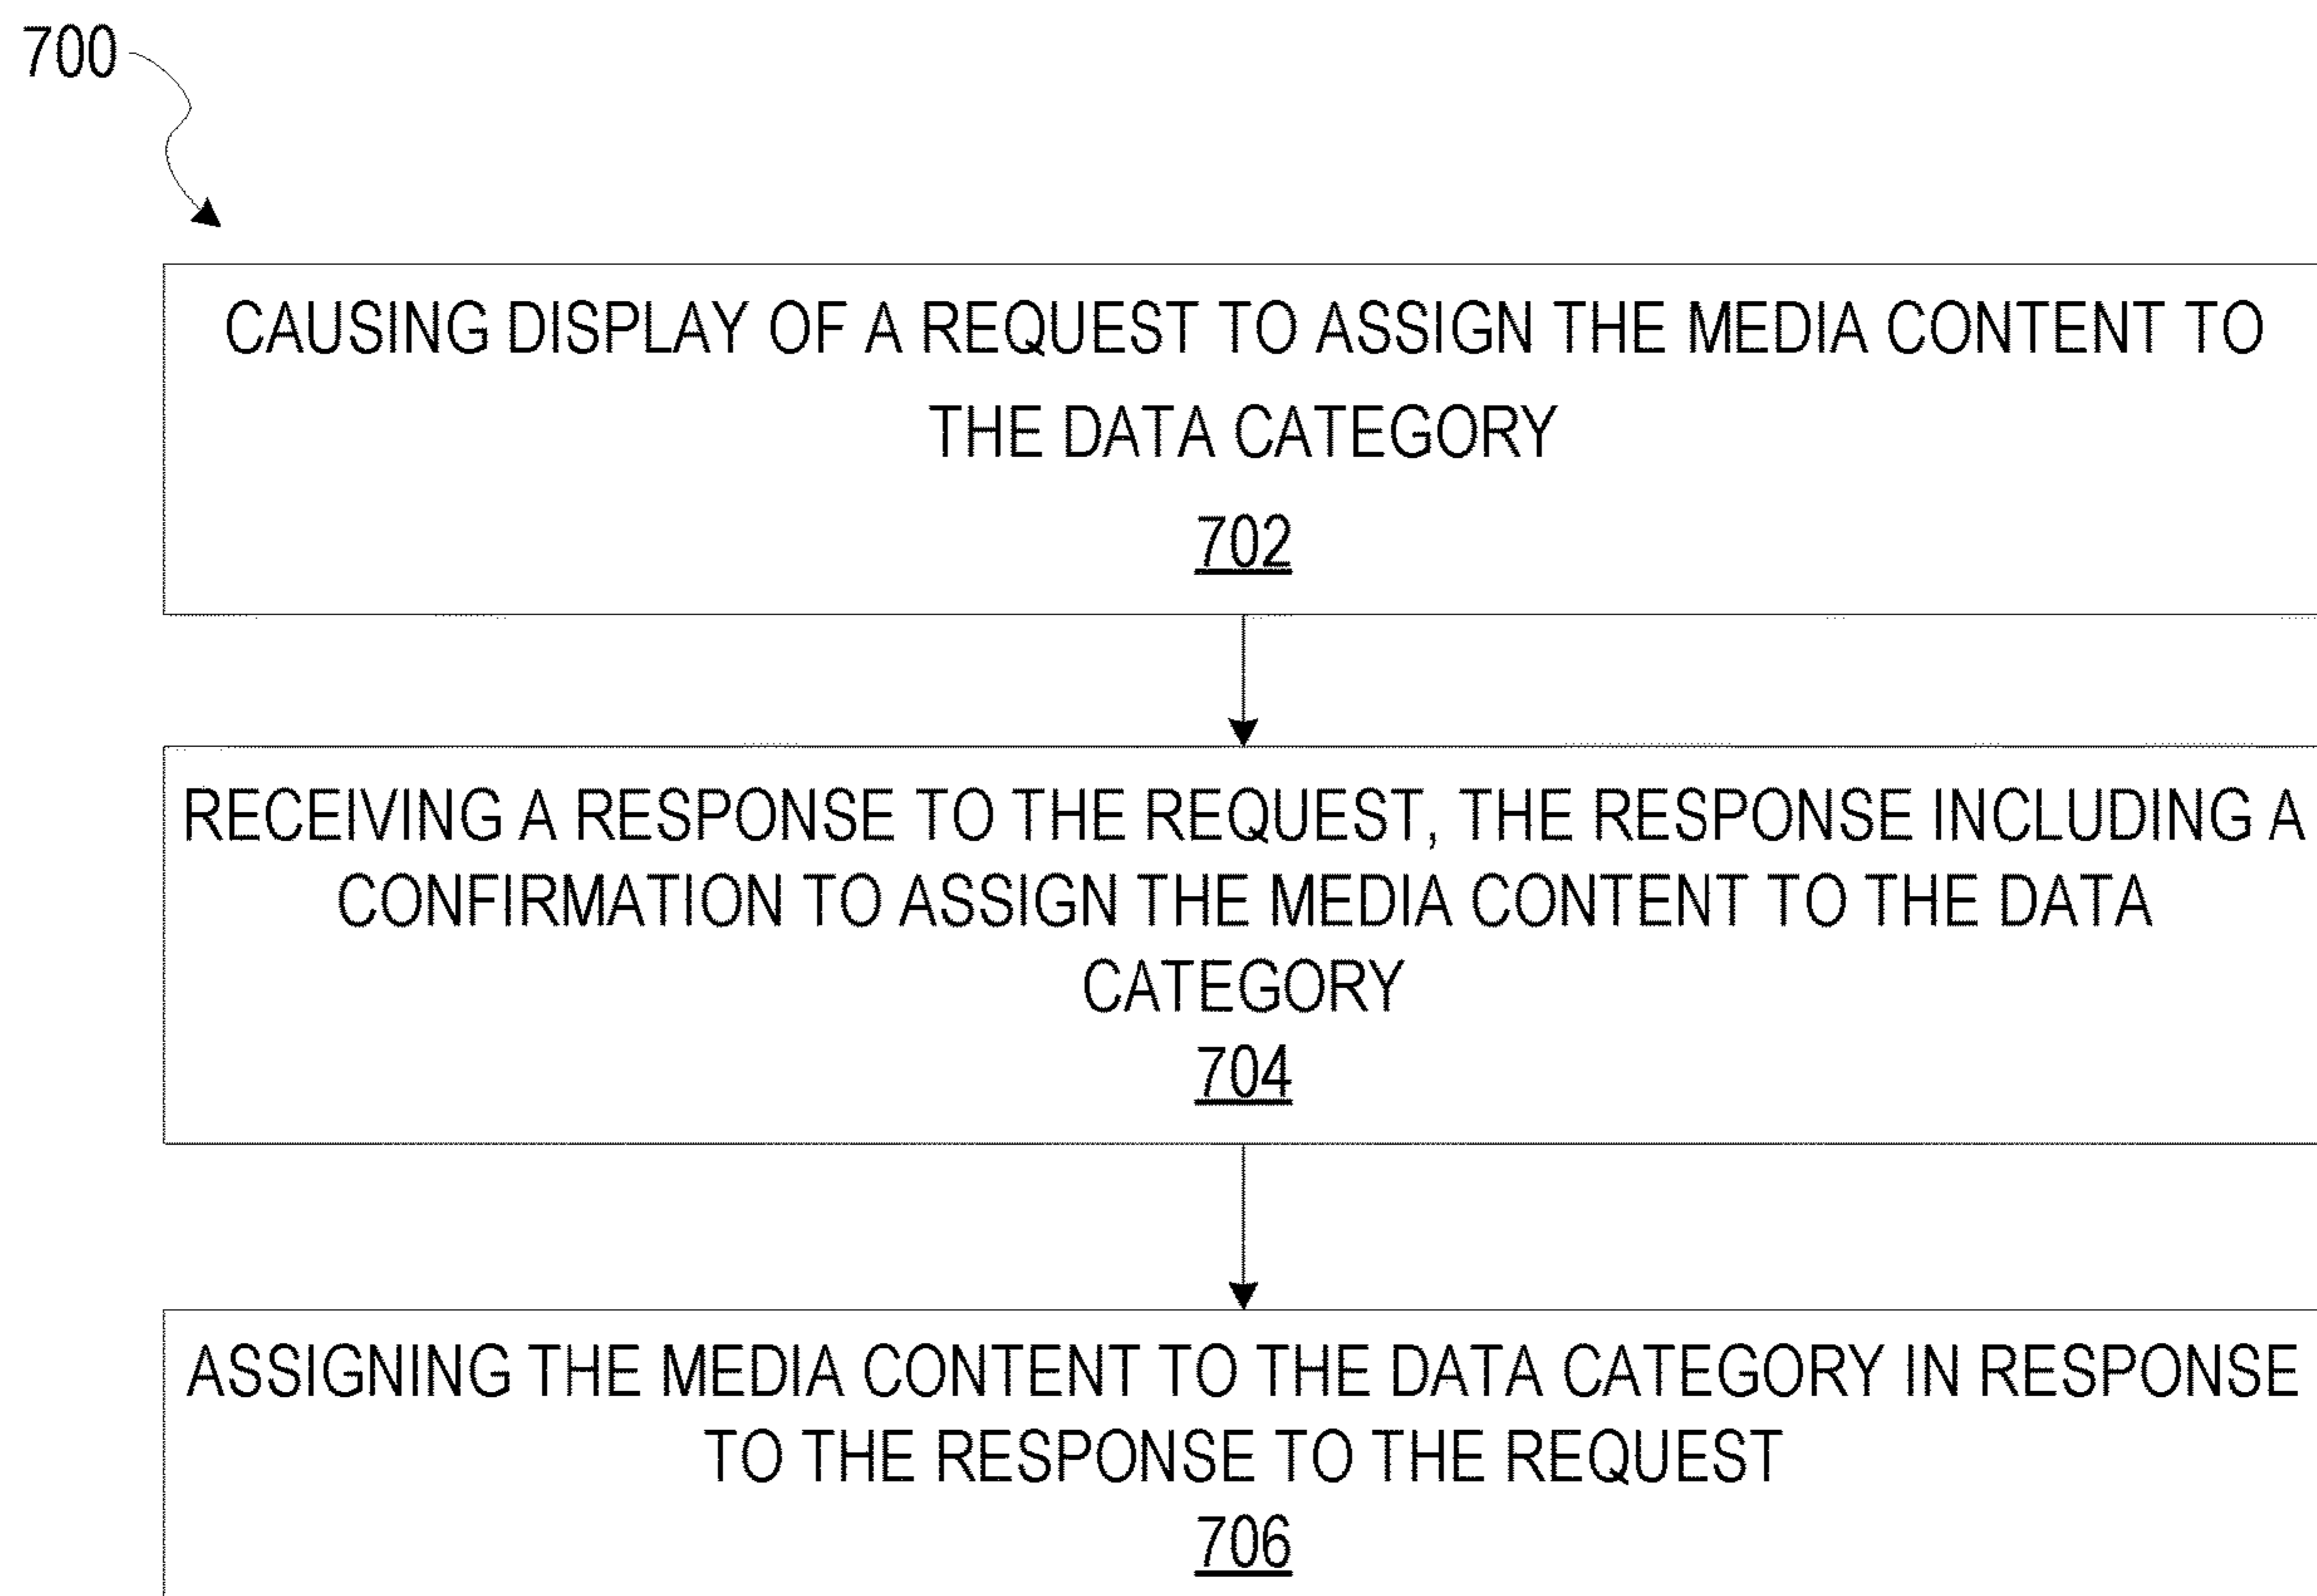 700
CAUSING DISPLAY OF A REQUEST TO ASSIGN THE MEDIA CONTENT TO
THE DATA CATEGORY
702
RECEIVING A RESPONSE TO THE REQUEST, THE RESPONSE INCLUDING A
CONFIRMATION TO ASSIGN THE MEDIA CONTENT TO THE DATA
CATEGORY
704
ASSIGNING THE MEDIA CONTENT TO THE DATA CATEGORY IN RESPONSE
TO THE RESPONSE TO THE REQUEST
706